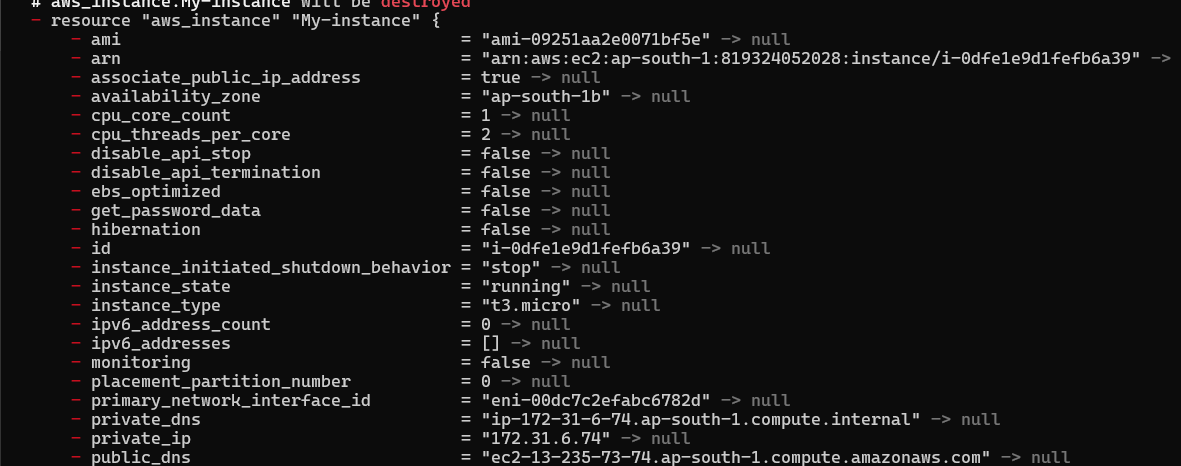 # aws_instance.My-instance will be destroyed
- resource "aws_instance" "My-instance" {
- ami = "ami-09251aa2e0071bf5e" -> null
- arn = "arn:aws:ec2:ap-south-1:819324052028:instance/i-0dfe1e9d1fefb6a39" ->
- associate_public_ip_address = true -> null
- availability_zone = "ap-south-1b" -> null
- cpu_core_count = 1 -> null
- cpu_threads_per_core = 2 -> null
- disable_api_stop = false -> null
- disable_api_termination = false -> null
- ebs_optimized = false -> null
- get_password_data = false -> null
- hibernation = false -> null
- id = "i-0dfe1e9d1fefb6a39" -> null
- instance_initiated_shutdown_behavior = "stop" -> null
- instance_state = "running" -> null
- instance_type = "t3.micro" -> null
- ipv6_address_count = 0 -> null
- ipv6_addresses = [] -> null
- monitoring = false -> null
- placement_partition_number = 0 -> null
- primary_network_interface_id = "eni-00dc7c2efabc6782d" -> null
- private_dns = "ip-172-31-6-74.ap-south-1.compute.internal" -> null
- private_ip = "172.31.6.74" -> null
- public_dns = "ec2-13-235-73-74.ap-south-1.compute.amazonaws.com" -> null